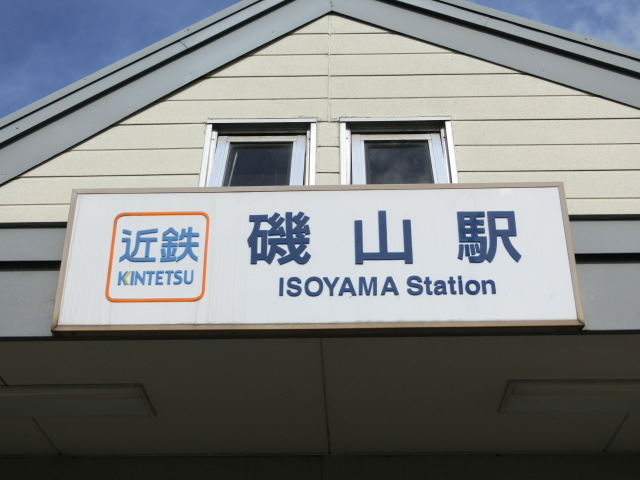 近鉄
KINTETSU
磯山駅
ISOYAMA Station